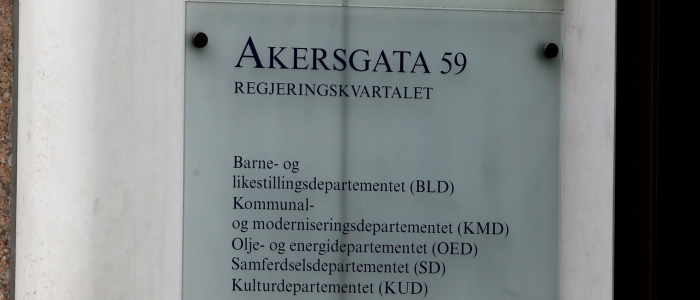 AKERSGATA 59
REGJERINGSKVARTALET
Barne- og
likestillingsdepartementet (BLD)
Kommunal-
og moderniseringsdepartementet (KMD)
Olje- og energidepartementet (OED)
Samferdselsdepartementet (SD)
Kulturdepartementet (KUD)